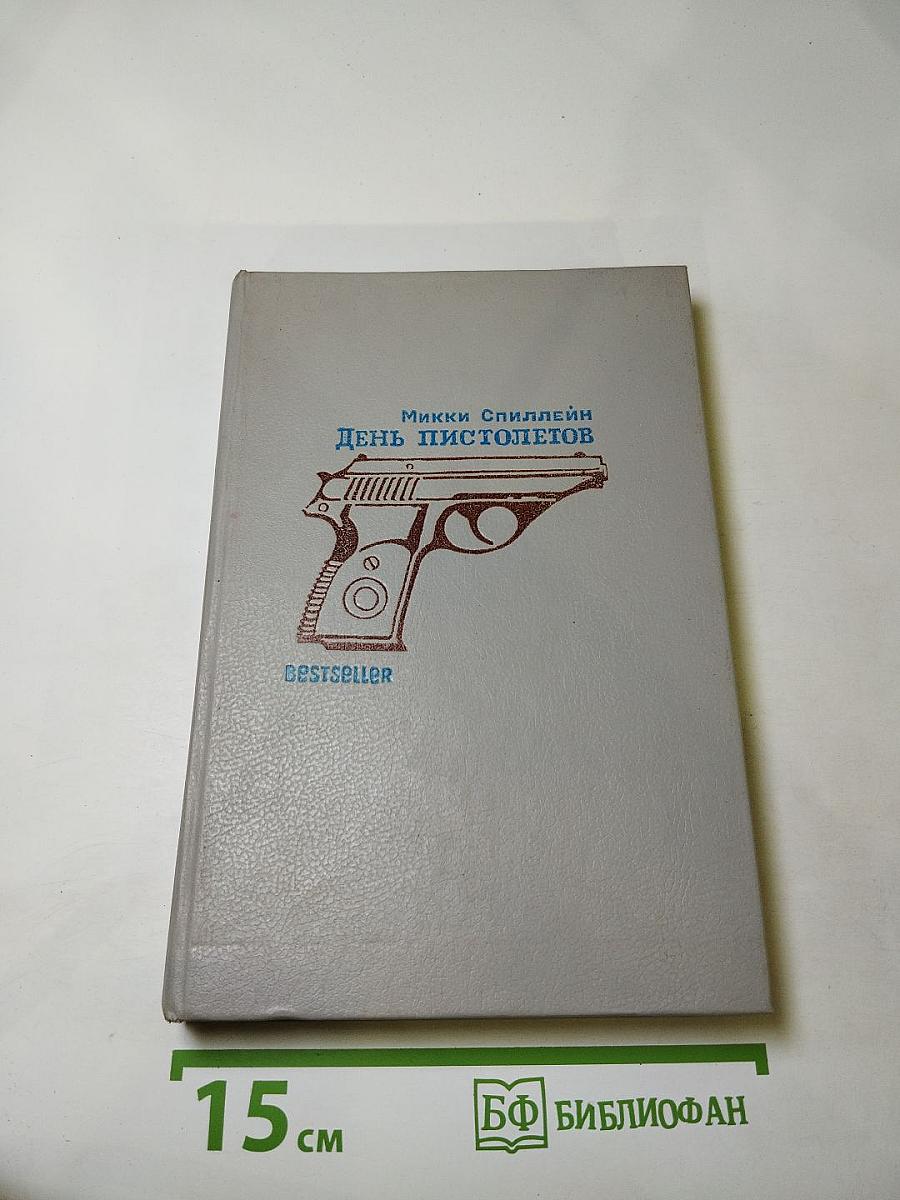 Микки Спиллейн
День пистолетов
BESTSELLER
15 см
БФ БИБЛИОФАН